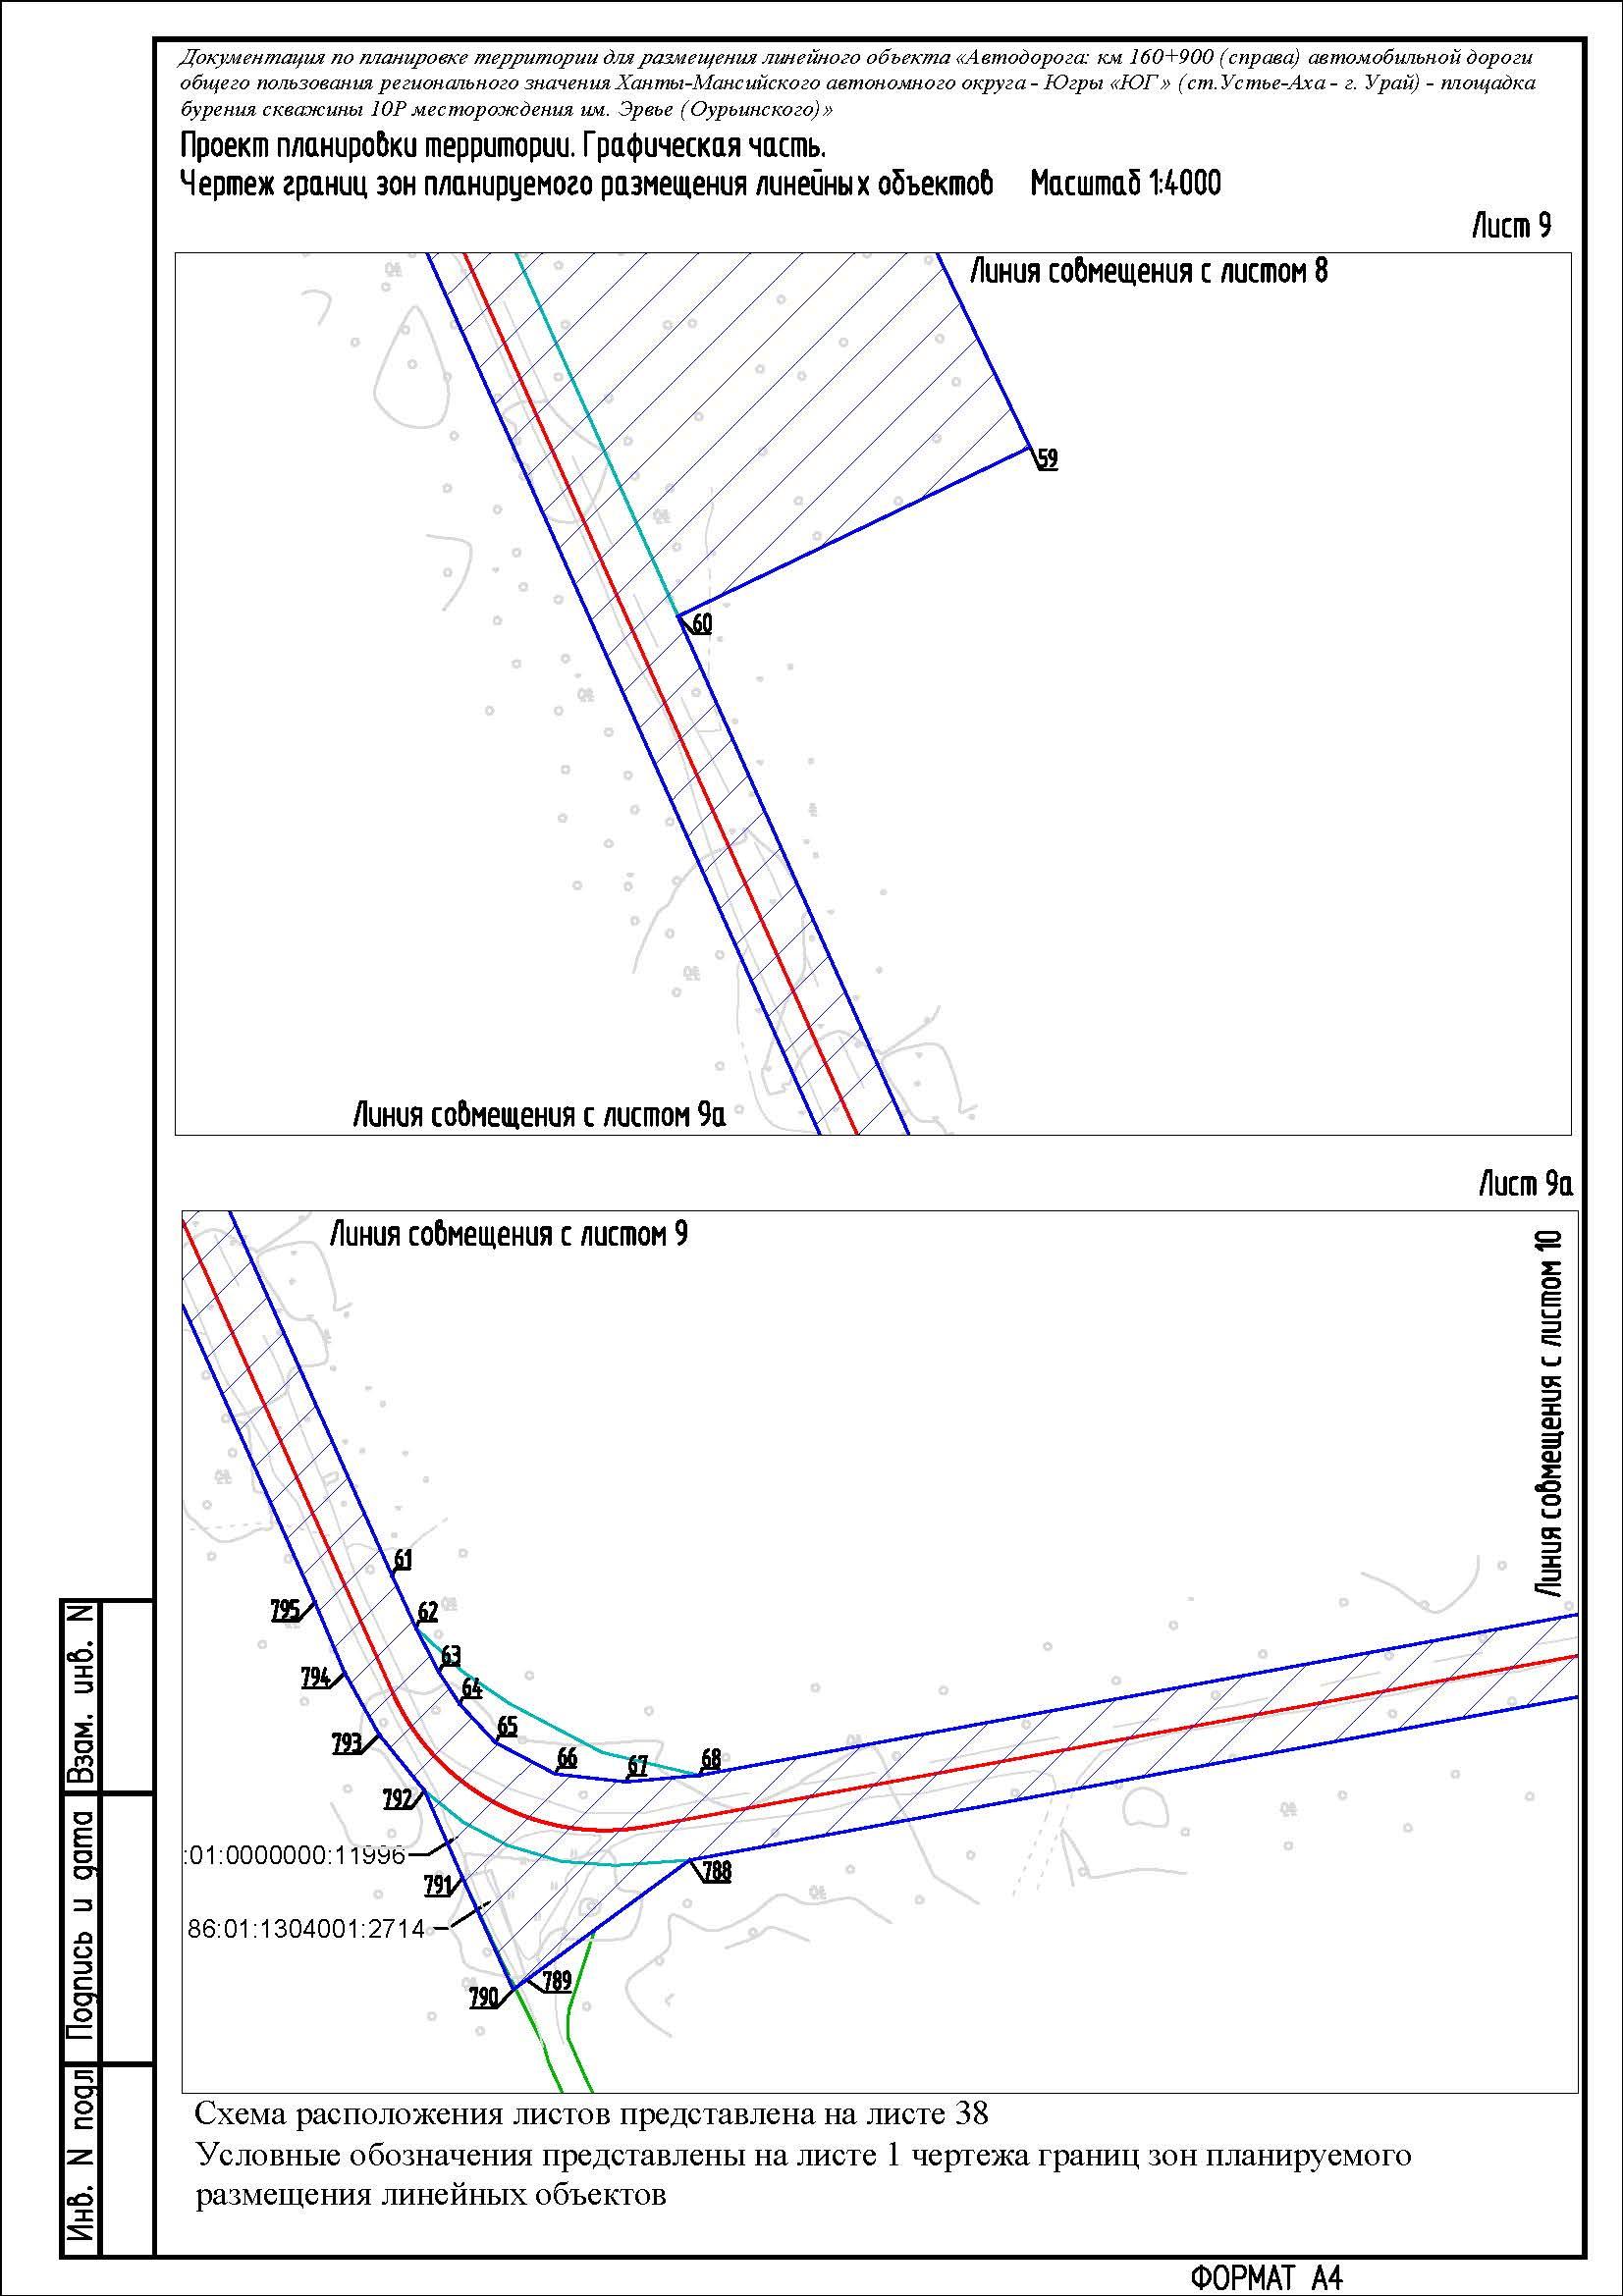 Документация по планировке территории для размещения линейного объекта «Автодорога: км 160+900 (справа) автомобильной дороги
общего пользования регионального значения Ханты-Мансийского автономного округа - Югры «ЮГ» (ст.Устье-Аха - г. Урай) - площадка
бурения скважины 10Р месторождения им. Эрвье (Оурьинского)»
Проект планировки территории. Графическая часть.
Чертеж границ зон планируемого размещения линейных объектов Масштаб 1:4000
Лист 9
Линия совмещения с листом 8
59
60
Линия совмещения с листом 9а
Лист 9а
Линия совмещения с листом 9
Линия совмещения с листом 10
61
62
63
64
65
66
67
68
795
794
793
792
:01:0000000:11996
791
788
86:01:1304001:2714
789
790
Схема расположения листов представлена на листе 38
Условные обозначения представлены на листе 1 чертежа границ зон планируемого
размещения линейных объектов
Взам. инв. N
Подпись и дата
Инв. N подл
ФОРМАТ А4